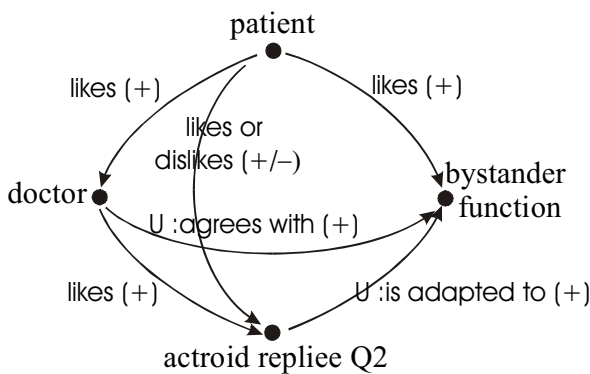 patient
likes (+)
likes (+)
likes or
dislikes (+/–)
doctor
bystander
function
U :agrees with (+)
likes (+)
U :is adapted to (+)
actroid repliee Q2